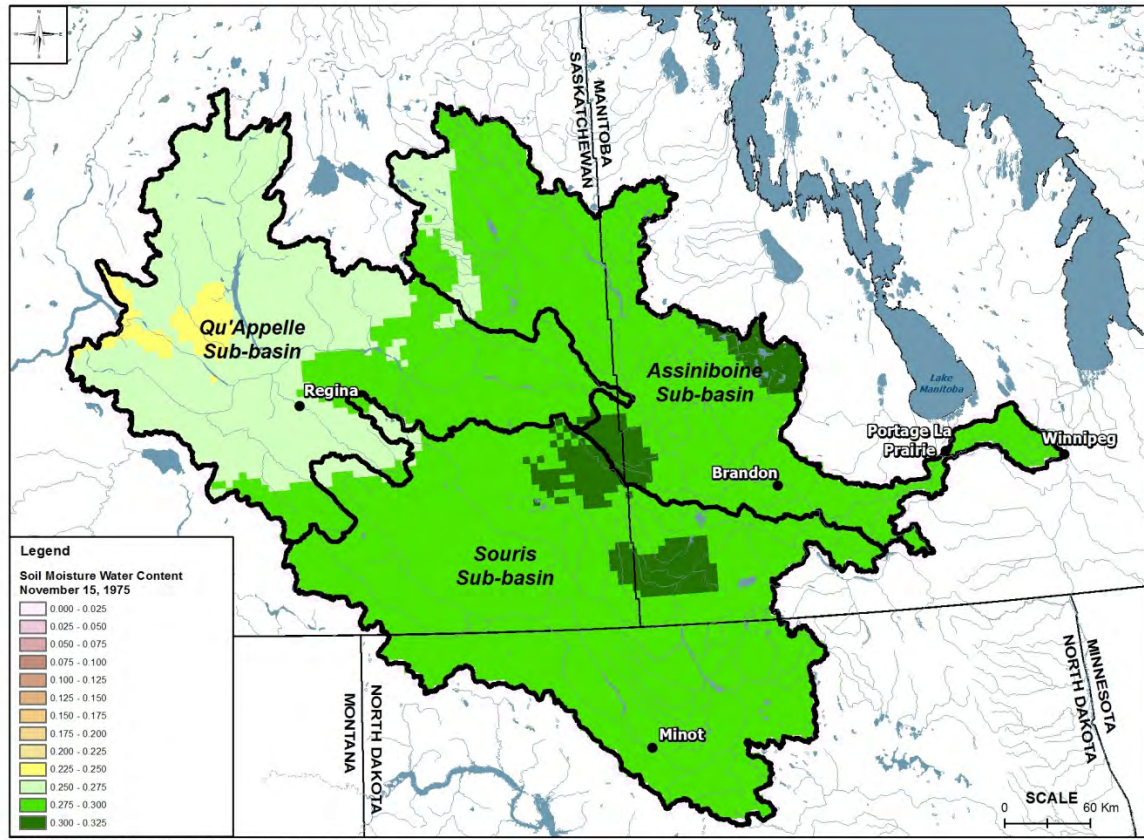 N
W
E
S
MANITOBA
SASKATCHEWAN
Qu'Appelle
Sub-basin
Regina
Assiniboine
Sub-basin
Lake
Manitoba
Portage La
Prairie
Winnipeg
Brandon
Souris
Sub-basin
Minot
NORTH DAKOTA
MONTANA
MINNESOTA
NORTH DAKOTA
Legend
Soil Moisture Water Content
November 15, 1975
0.000 - 0.025
0.025 - 0.050
0.050 - 0.075
0.075 - 0.100
0.100 - 0.125
0.125 - 0.150
0.150 - 0.175
0.175 - 0.200
0.200 - 0.225
0.225 - 0.250
0.250 - 0.275
0.275 - 0.300
0.300 - 0.325
SCALE
0 60 Km